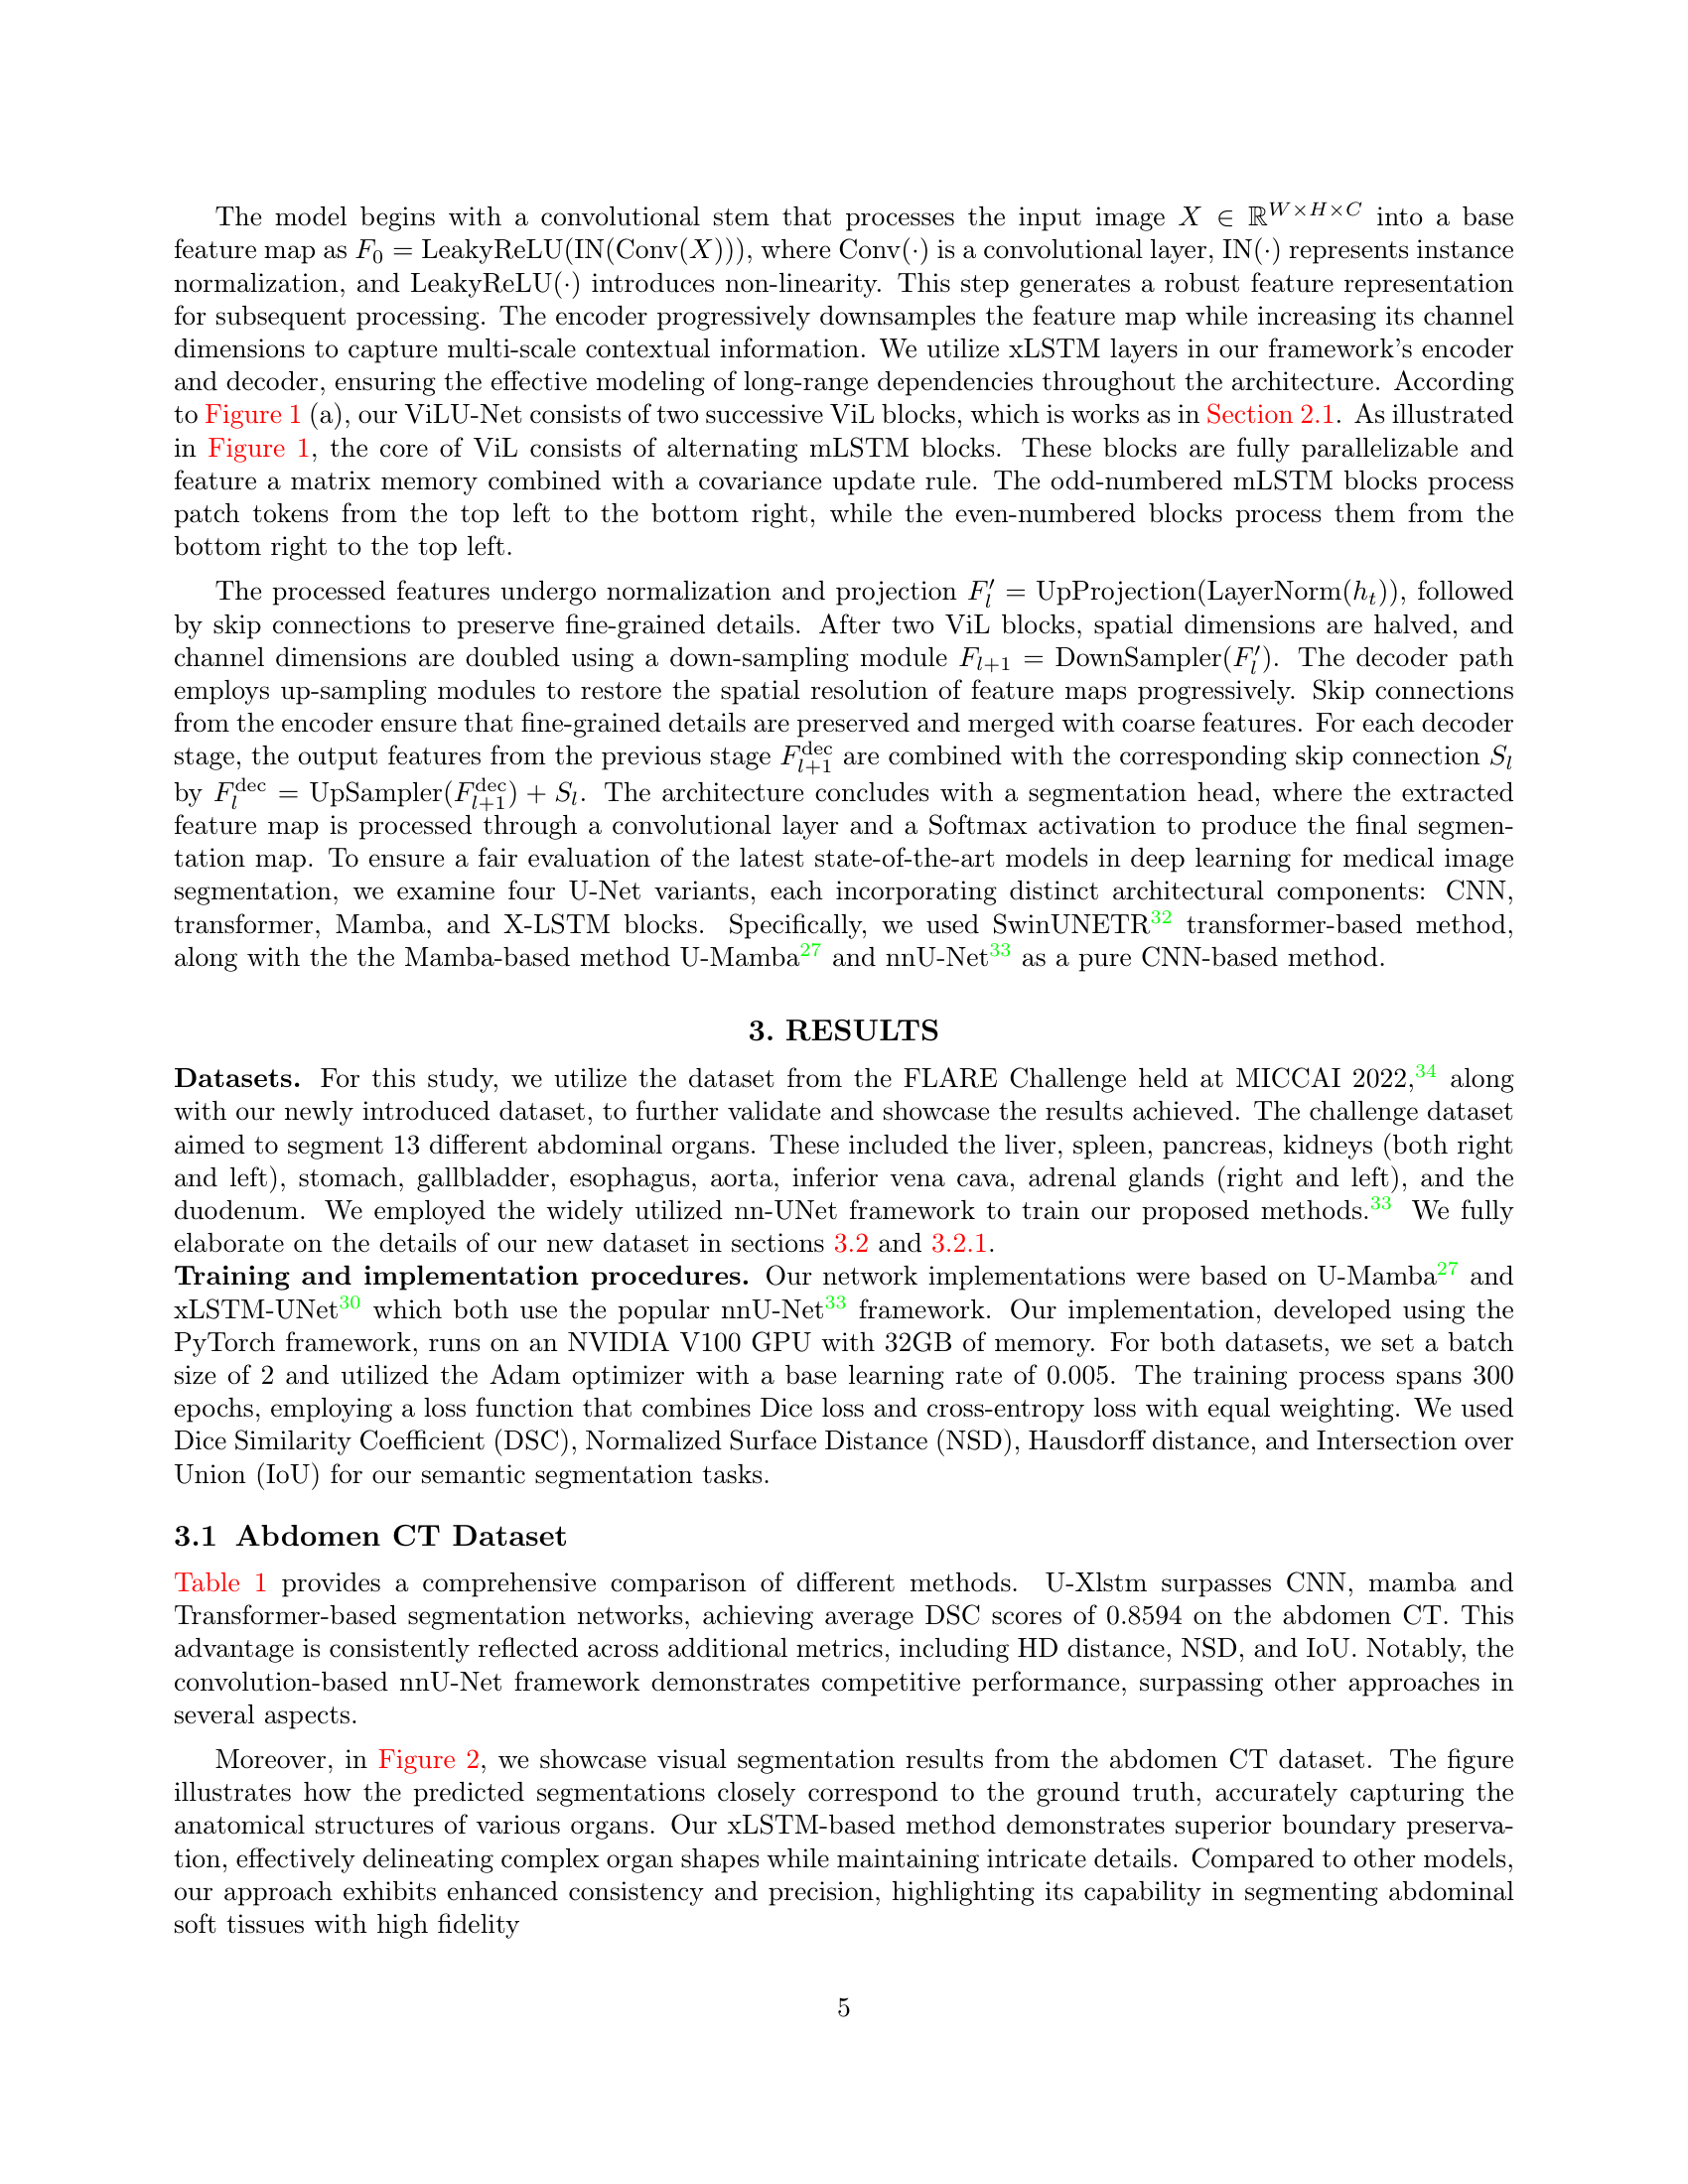 The model begins with a convolutional stem that processes the input image X ∈ ℝ^{W×H×C} into a base
feature map as F_0 = LeakyReLU(IN(Conv(X))), where Conv(·) is a convolutional layer, IN(·) represents instance
normalization, and LeakyReLU(·) introduces non-linearity. This step generates a robust feature representation
for subsequent processing. The encoder progressively downsamples the feature map while increasing its channel
dimensions to capture multi-scale contextual information. We utilize xLSTM layers in our framework's encoder
and decoder, ensuring the effective modeling of long-range dependencies throughout the architecture. According
to Figure 1 (a), our ViLU-Net consists of two successive ViL blocks, which is works as in Section 2.1. As illustrated
in Figure 1, the core of ViL consists of alternating mLSTM blocks. These blocks are fully parallelizable and
feature a matrix memory combined with a covariance update rule. The odd-numbered mLSTM blocks process
patch tokens from the top left to the bottom right, while the even-numbered blocks process them from the
bottom right to the top left.
The processed features undergo normalization and projection F′_l = UpProjection(LayerNorm(h_t)), followed
by skip connections to preserve fine-grained details. After two ViL blocks, spatial dimensions are halved, and
channel dimensions are doubled using a down-sampling module F_{l+1} = DownSampler(F′_l). The decoder path
employs up-sampling modules to restore the spatial resolution of feature maps progressively. Skip connections
from the encoder ensure that fine-grained details are preserved and merged with coarse features. For each decoder
stage, the output features from the previous stage F^{dec}_{l+1} are combined with the corresponding skip connection S_l
by F^{dec}_l = UpSampler(F^{dec}_{l+1}) + S_l. The architecture concludes with a segmentation head, where the extracted
feature map is processed through a convolutional layer and a Softmax activation to produce the final segmen-
tation map. To ensure a fair evaluation of the latest state-of-the-art models in deep learning for medical image
segmentation, we examine four U-Net variants, each incorporating distinct architectural components: CNN,
transformer, Mamba, and X-LSTM blocks. Specifically, we used SwinUNETR^{32} transformer-based method,
along with the the Mamba-based method U-Mamba^{27} and nnU-Net^{33} as a pure CNN-based method.
3. RESULTS
Datasets. For this study, we utilize the dataset from the FLARE Challenge held at MICCAI 2022,^{34} along
with our newly introduced dataset, to further validate and showcase the results achieved. The challenge dataset
aimed to segment 13 different abdominal organs. These included the liver, spleen, pancreas, kidneys (both right
and left), stomach, gallbladder, esophagus, aorta, inferior vena cava, adrenal glands (right and left), and the
duodenum. We employed the widely utilized nn-UNet framework to train our proposed methods.^{33} We fully
elaborate on the details of our new dataset in sections 3.2 and 3.2.1.
Training and implementation procedures. Our network implementations were based on U-Mamba^{27} and
xLSTM-UNet^{30} which both use the popular nnU-Net^{33} framework. Our implementation, developed using the
PyTorch framework, runs on an NVIDIA V100 GPU with 32GB of memory. For both datasets, we set a batch
size of 2 and utilized the Adam optimizer with a base learning rate of 0.005. The training process spans 300
epochs, employing a loss function that combines Dice loss and cross-entropy loss with equal weighting. We used
Dice Similarity Coefficient (DSC), Normalized Surface Distance (NSD), Hausdorff distance, and Intersection over
Union (IoU) for our semantic segmentation tasks.
3.1 Abdomen CT Dataset
Table 1 provides a comprehensive comparison of different methods. U-Xlstm surpasses CNN, mamba and
Transformer-based segmentation networks, achieving average DSC scores of 0.8594 on the abdomen CT. This
advantage is consistently reflected across additional metrics, including HD distance, NSD, and IoU. Notably, the
convolution-based nnU-Net framework demonstrates competitive performance, surpassing other approaches in
several aspects.
Moreover, in Figure 2, we showcase visual segmentation results from the abdomen CT dataset. The figure
illustrates how the predicted segmentations closely correspond to the ground truth, accurately capturing the
anatomical structures of various organs. Our xLSTM-based method demonstrates superior boundary preserva-
tion, effectively delineating complex organ shapes while maintaining intricate details. Compared to other models,
our approach exhibits enhanced consistency and precision, highlighting its capability in segmenting abdominal
soft tissues with high fidelity
5